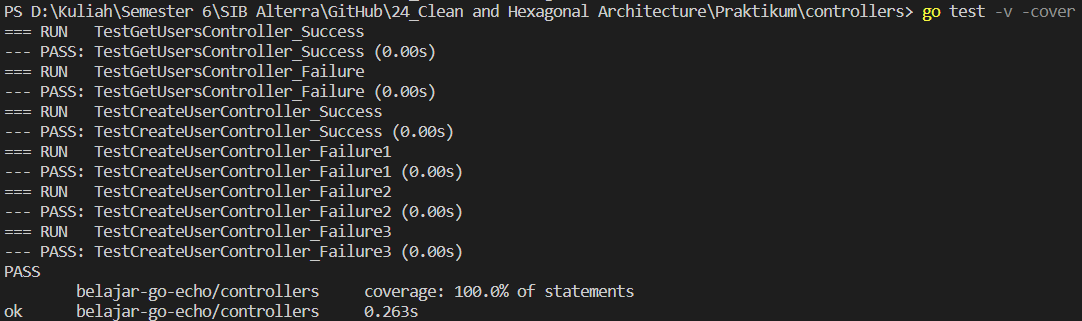 PS D:\Kuliah\Semester 6\SIB Alterra\GitHub\24_Clean and Hexagonal Architecture\Praktikum\controllers> go test -v -cover
=== RUN   TestGetUsersController_Success
--- PASS: TestGetUsersController_Success (0.00s)
=== RUN   TestGetUsersController_Failure
--- PASS: TestGetUsersController_Failure (0.00s)
=== RUN   TestCreateUserController_Success
--- PASS: TestCreateUserController_Success (0.00s)
=== RUN   TestCreateUserController_Failure1
--- PASS: TestCreateUserController_Failure1 (0.00s)
=== RUN   TestCreateUserController_Failure2
--- PASS: TestCreateUserController_Failure2 (0.00s)
=== RUN   TestCreateUserController_Failure3
--- PASS: TestCreateUserController_Failure3 (0.00s)
PASS
        belajar-go-echo/controllers     coverage: 100.0% of statements
ok      belajar-go-echo/controllers     0.263s